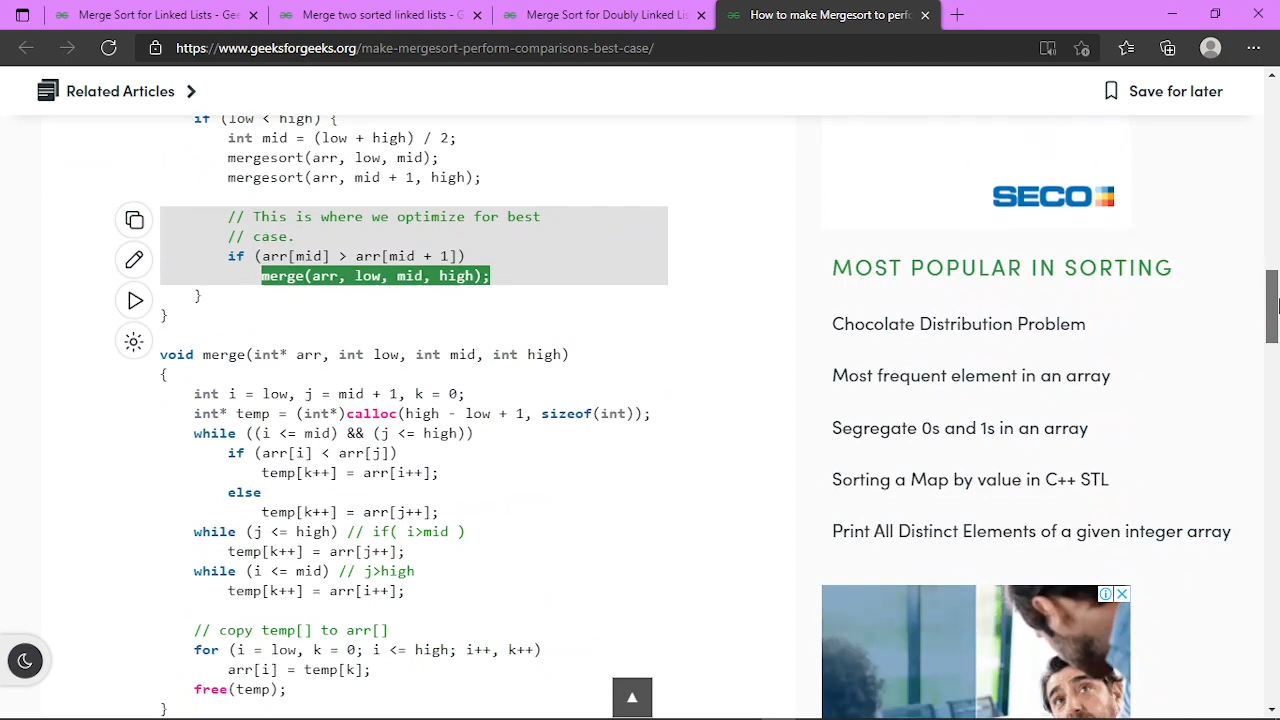 Merge Sort for Linked Lists - Ge
Merge two sorted linked lists - G
Merge Sort for Doubly Linked Li
How to make Mergesort to perf
https://www.geeksforgeeks.org/make-mergesort-perform-comparisons-best-case/
Related Articles
Save for later
if (low < high) {
int mid = (low + high) / 2;
mergesort(arr, low, mid);
mergesort(arr, mid + 1, high);
// This is where we optimize for best
// case.
if (arr[mid] > arr[mid + 1])
merge(arr, low, mid, high);
}
}
void merge(int* arr, int low, int mid, int high)
{
int i = low, j = mid + 1, k = 0;
int* temp = (int*)calloc(high - low + 1, sizeof(int));
while ((i <= mid) && (j <= high))
if (arr[i] < arr[j])
temp[k++] = arr[i++];
else
temp[k++] = arr[j++];
while (j <= high) // if( i>mid )
temp[k++] = arr[j++];
while (i <= mid) // j>high
temp[k++] = arr[i++];
// copy temp[] to arr[]
for (i = low, k = 0; i <= high; i++, k++)
arr[i] = temp[k];
free(temp);
}
SECO
MOST POPULAR IN SORTING
Chocolate Distribution Problem
Most frequent element in an array
Segregate 0s and 1s in an array
Sorting a Map by value in C++ STL
Print All Distinct Elements of a given integer array